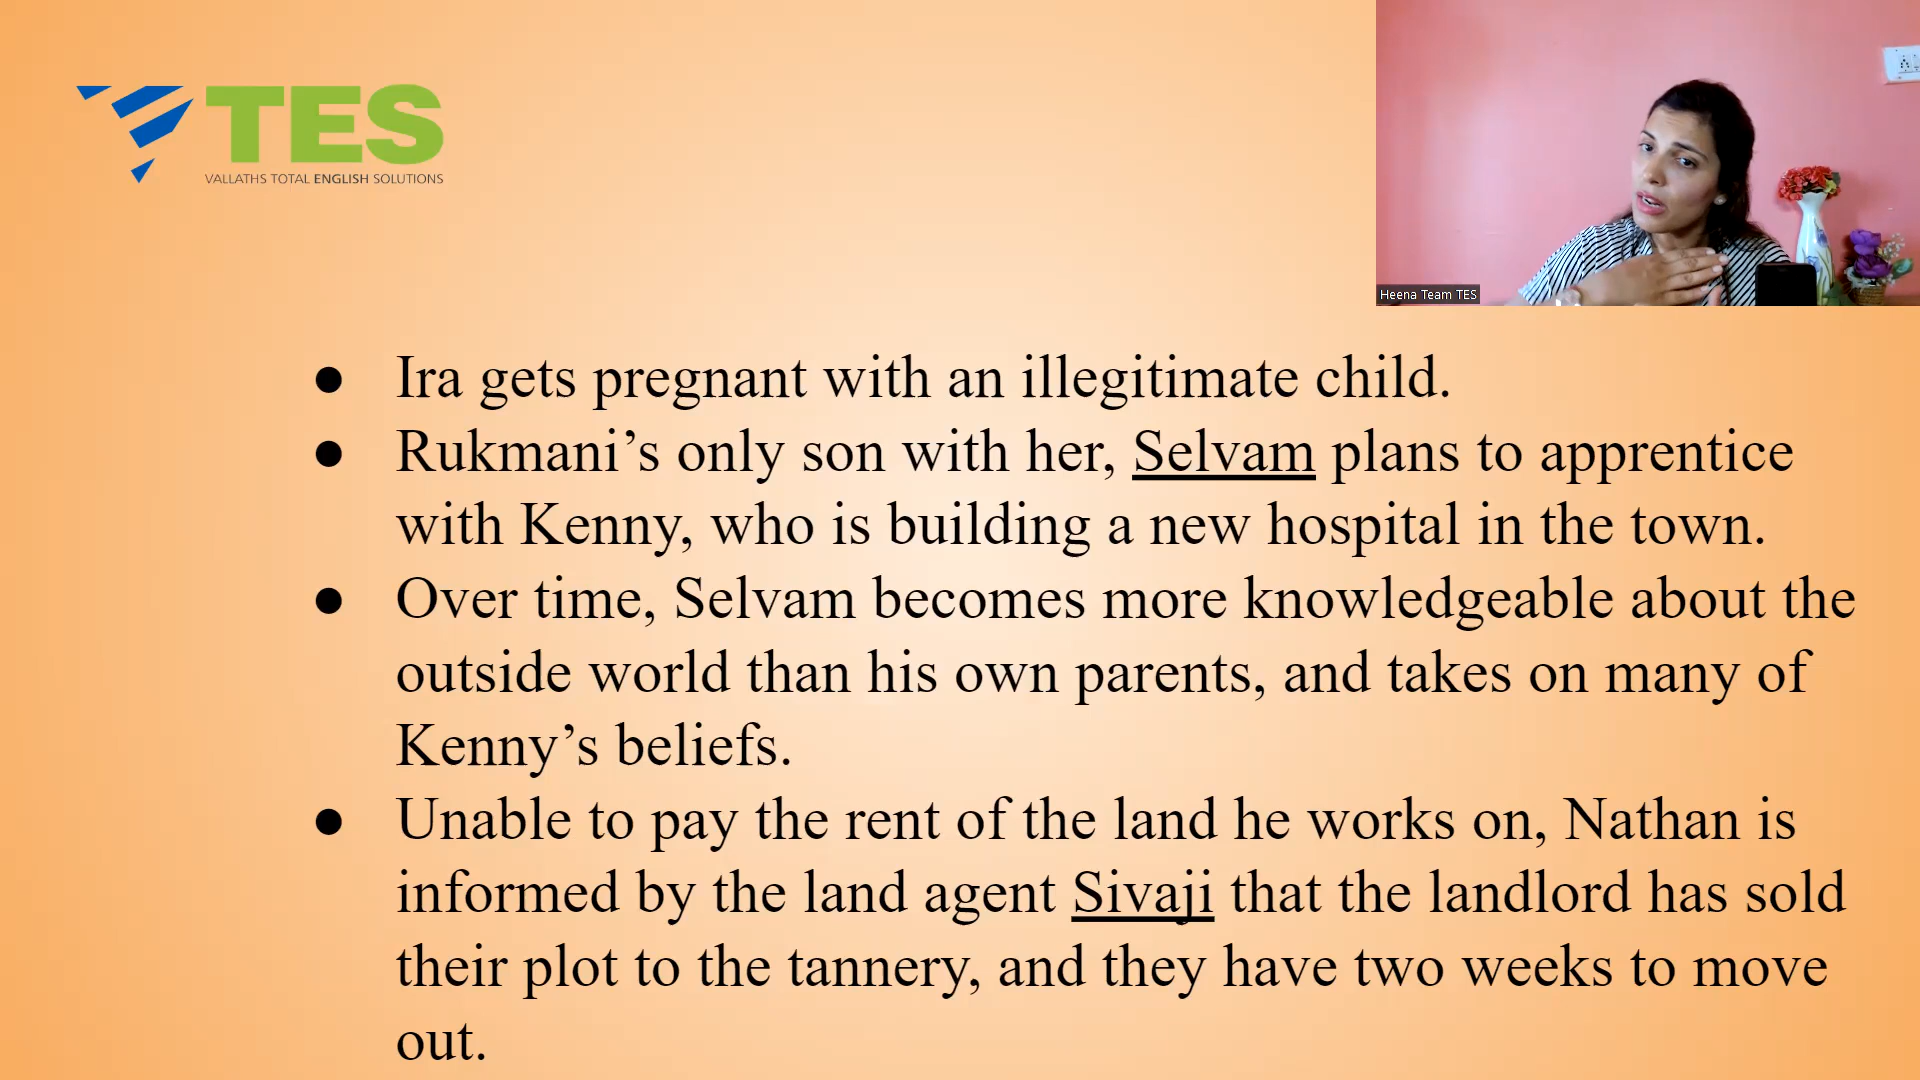 TES
VALLATHS TOTAL ENGLISH SOLUTIONS
Heena Team TES
● Ira gets pregnant with an illegitimate child.
● Rukmani’s only son with her, Selvam plans to apprentice
with Kenny, who is building a new hospital in the town.
● Over time, Selvam becomes more knowledgeable about the
outside world than his own parents, and takes on many of
Kenny’s beliefs.
● Unable to pay the rent of the land he works on, Nathan is
informed by the land agent Sivaji that the landlord has sold
their plot to the tannery, and they have two weeks to move
out.